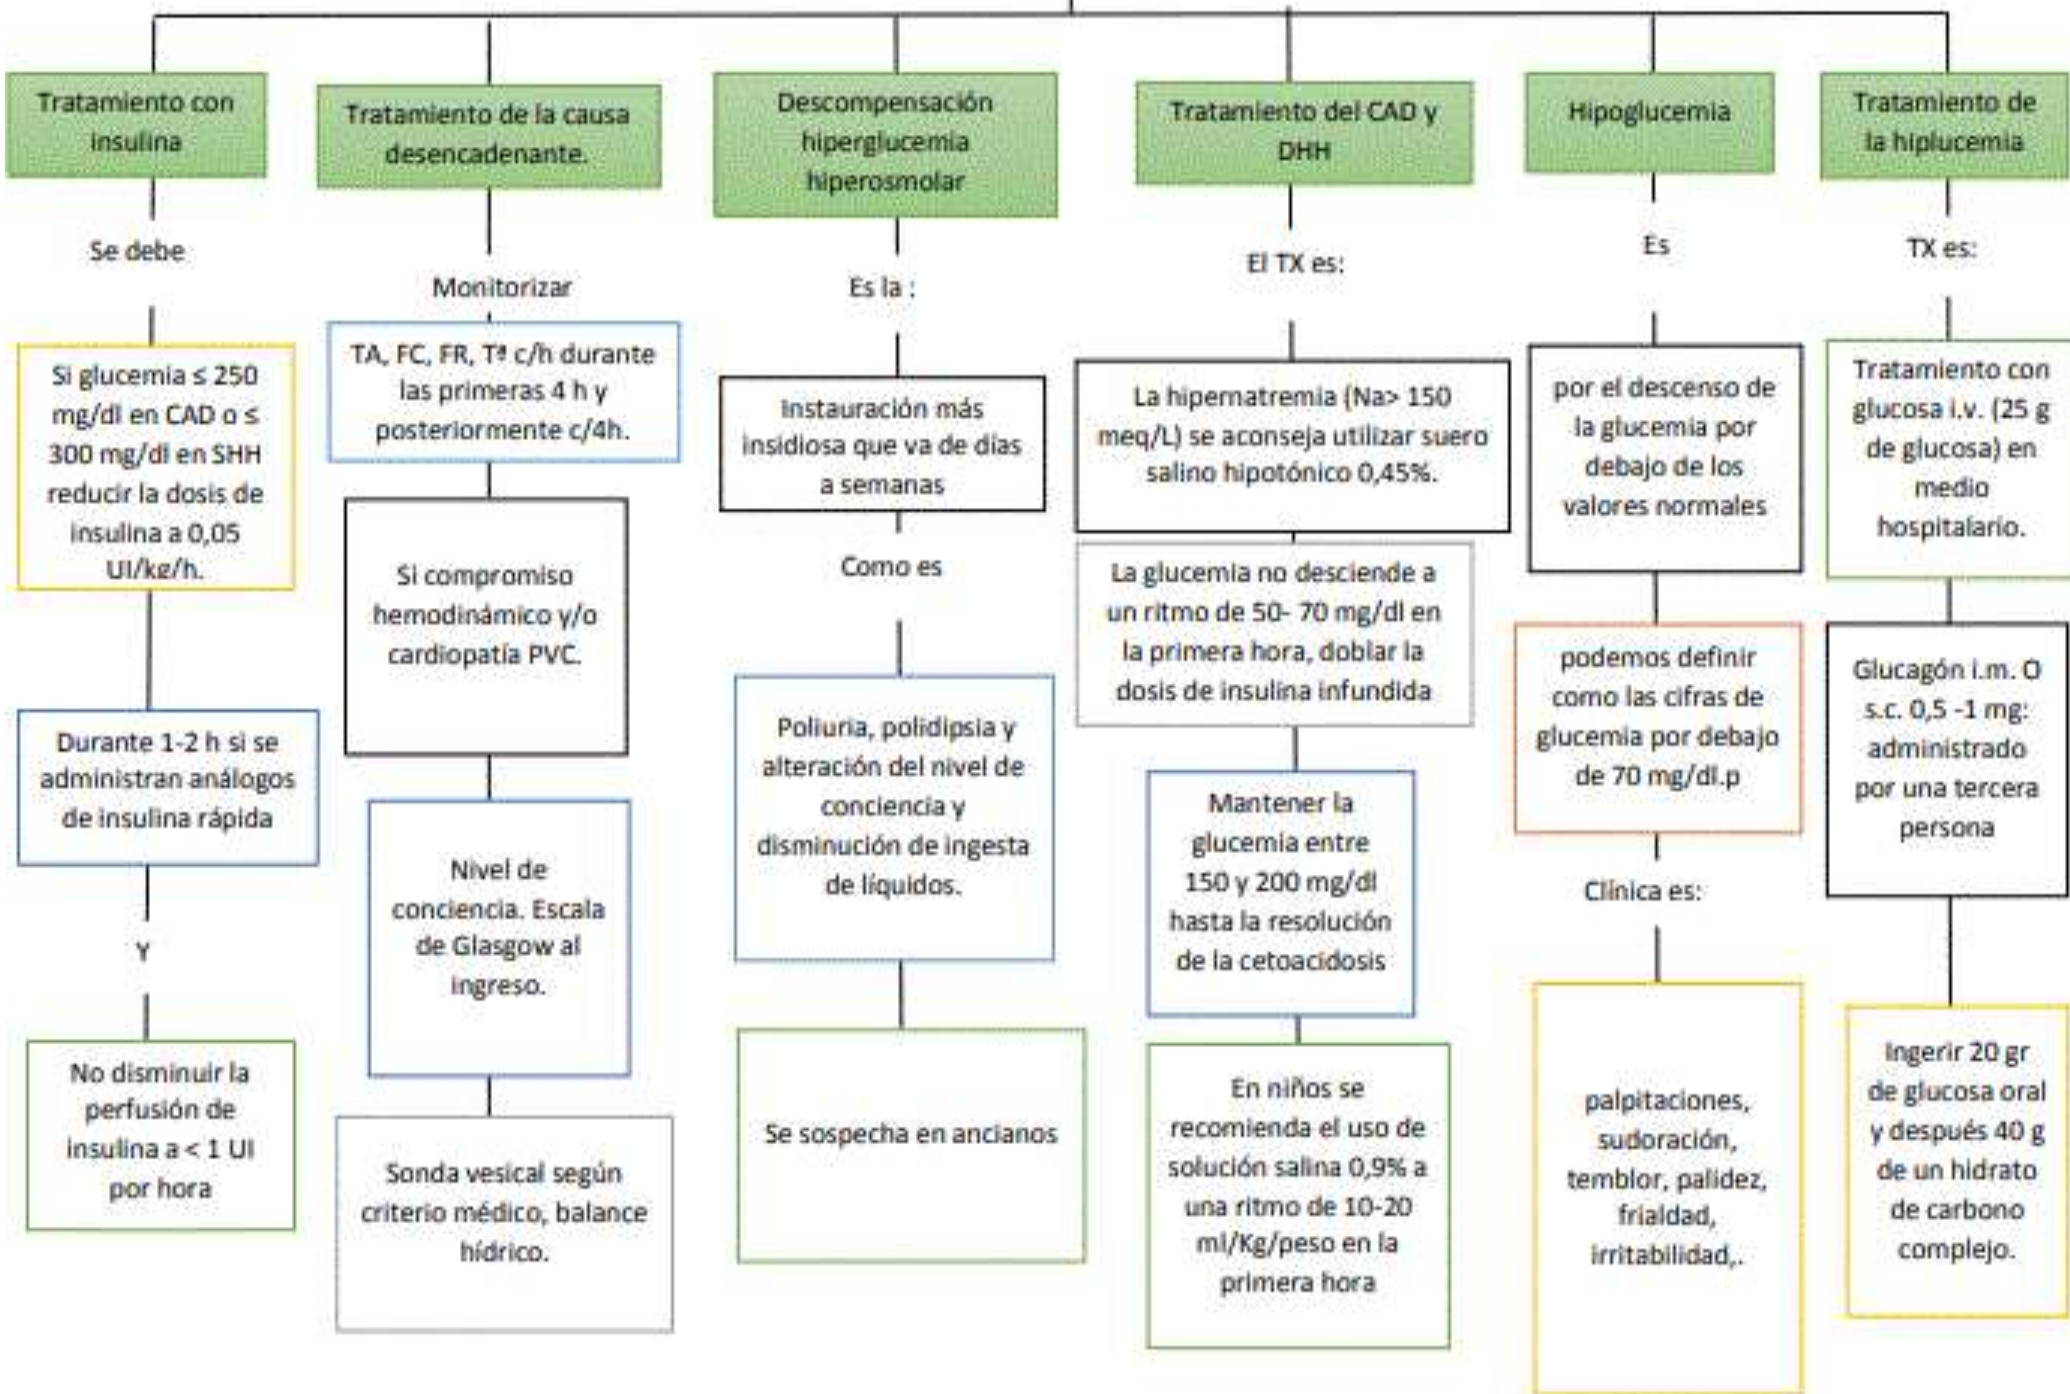 Tratamiento con
insulina
Se debe
Si glucemia ≤ 250
mg/dl en CAD o ≤
300 mg/dl en SHH
reducir la dosis de
insulina a 0,05
UI/kg/h.
Durante 1-2 h si se
administran análogos
de insulina rápida
Y
No disminuir la
perfusión de
insulina a < 1 UI
por hora
Tratamiento de la causa
desencadenante.
Monitorizar
TA, FC, FR, Tª c/h durante
las primeras 4 h y
posteriormente c/4h.
Si compromiso
hemodinámico y/o
cardiopatía PVC.
Nivel de
conciencia. Escala
de Glasgow al
ingreso.
Sonda vesical según
criterio médico, balance
hídrico.
Descompensación
hiperglucemia
hiperosmolar
Es la :
Instauración más
insidiosa que va de días
a semanas
Como es
Poliuria, polidipsia y
alteración del nivel de
conciencia y
disminución de ingesta
de líquidos.
Se sospecha en ancianos
Tratamiento del CAD y
DHH
El TX es:
La hipernatremia (Na> 150
meq/L) se aconseja utilizar suero
salino hipotónico 0,45%.
La glucemia no desciende a
un ritmo de 50- 70 mg/dl en
la primera hora, doblar la
dosis de insulina infundida
Mantener la
glucemia entre
150 y 200 mg/dl
hasta la resolución
de la cetoacidosis
En niños se
recomienda el uso de
solución salina 0,9% a
una ritmo de 10-20
ml/Kg/peso en la
primera hora
Hipoglucemia
Es
por el descenso de
la glucemia por
debajo de los
valores normales
podemos definir
como las cifras de
glucemia por debajo
de 70 mg/dl.p
Clínica es:
palpitaciones,
sudoración,
temblor, palidez,
frialdad,
irritabilidad,.
Tratamiento de
la hiplucemia
TX es:
Tratamiento con
glucosa i.v. (25 g
de glucosa) en
medio
hospitalario.
Glucagón i.m. O
s.c. 0,5 -1 mg:
administrado
por una tercera
persona
Ingerir 20 gr
de glucosa oral
y después 40 g
de un hidrato
de carbono
complejo.